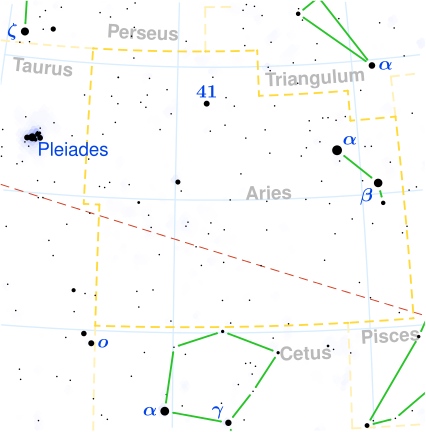 ζ
Perseus
Taurus
Triangulum
α
41
α
Pleiades
β
Aries
ο
Pisces
Cetus
α
γ